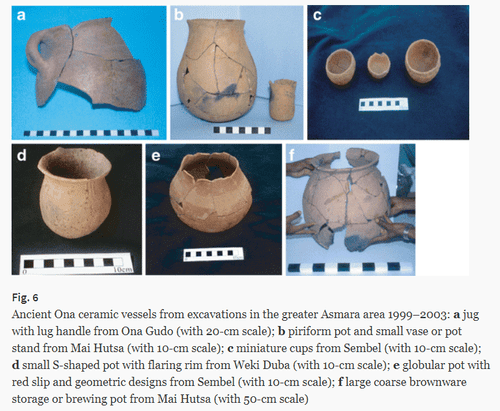 a
b
c
d
e
f
0
10cm
Fig. 6
Ancient Ona ceramic vessels from excavations in the greater Asmara area 1999–2003: a jug
with lug handle from Ona Gudo (with 20-cm scale); b piriform pot and small vase or pot
stand from Mai Hutsa (with 10-cm scale); c miniature cups from Sembel (with 10-cm scale);
d small S-shaped pot with flaring rim from Weki Duba (with 10-cm scale); e globular pot with
red slip and geometric designs from Sembel (with 10-cm scale); f large coarse brownware
storage or brewing pot from Mai Hutsa (with 50-cm scale)